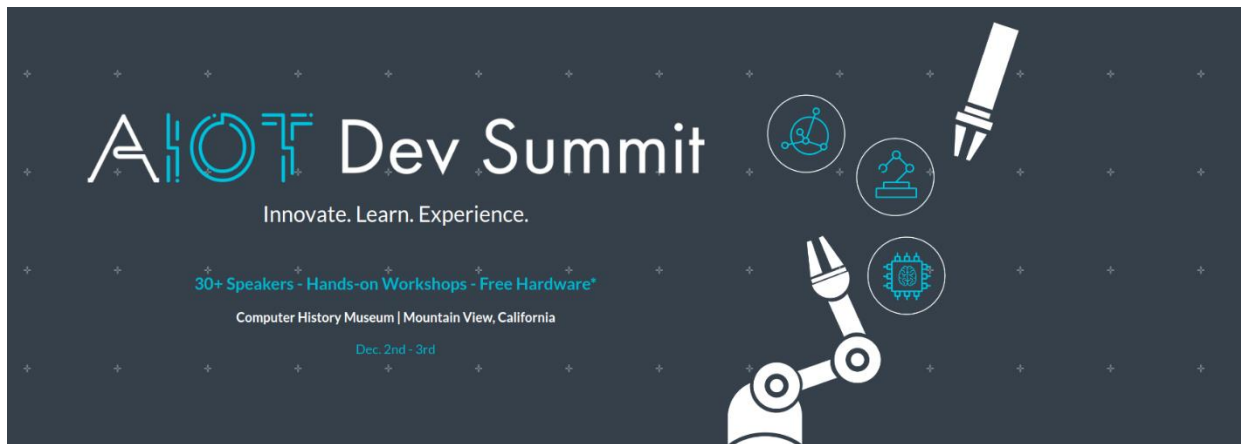 AIOT Dev Summit
Innovate. Learn. Experience.
30+ Speakers - Hands-on Workshops - Free Hardware*
Computer History Museum | Mountain View, California
Dec. 2nd - 3rd